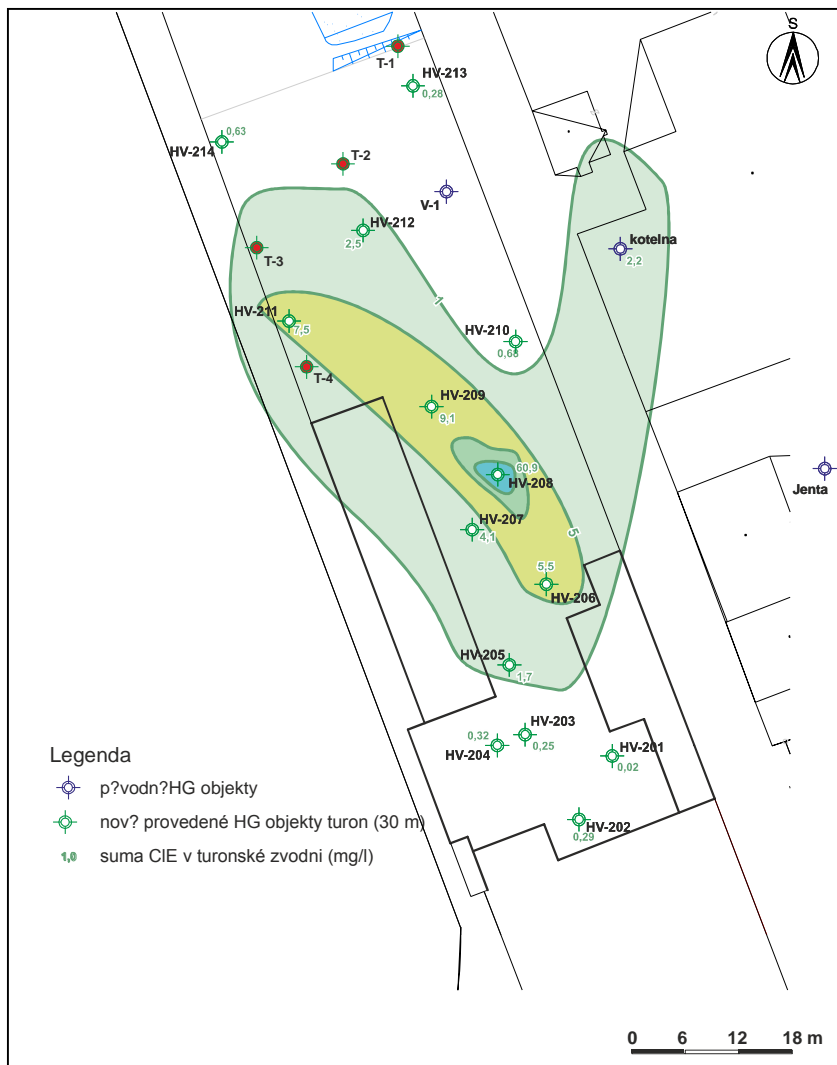 S
T-1
HV-213
0,28
0,63
HV-214
T-2
V-1
HV-212
2,5
kotelna
2,2
T-3
1
HV-211
7,5
HV-210
0,68
T-4
HV-209
9,1
60,9
HV-208
Jenta
HV-207
4,1
5
5,5
HV-206
HV-205
1,7
HV-203
0,32
0,25
HV-204
HV-201
0,02
HV-202
0,29
Legenda
p?vodn?HG objekty
nov? provedené HG objekty turon (30 m)
1,0 suma ClE v turonské zvodni (mg/l)
0 6 12 18 m